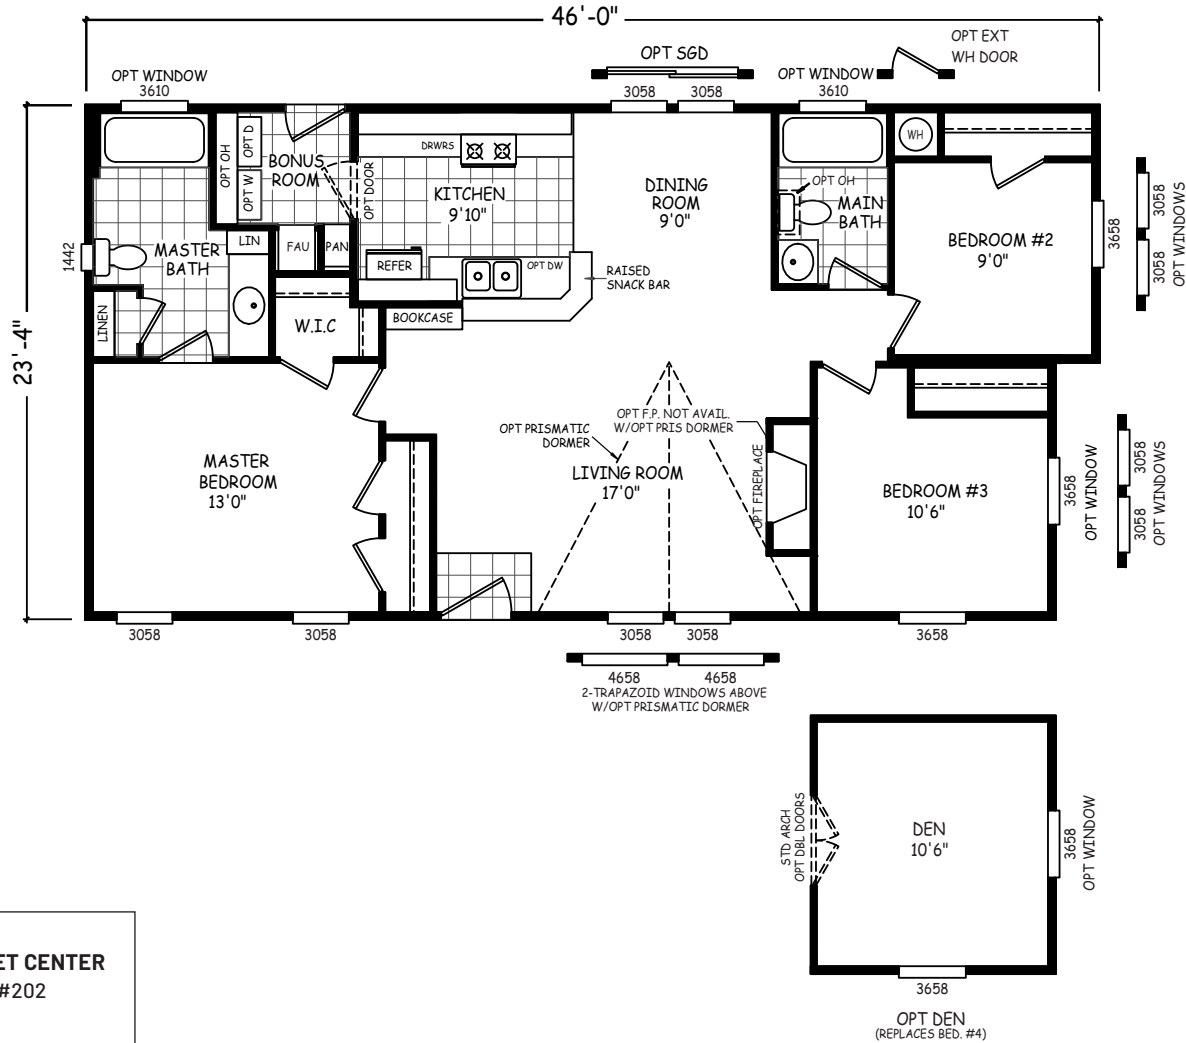 46'-0"
OPT EXT
WH DOOR
OPT SGD
OPT WINDOW
3610
3058
3058
OPT WINDOW
3610
23'-4"
OPT OH
OPT D
OPT W
BONUS
ROOM
OPT DOOR
DRWRS
KITCHEN
9'10"
DINING
ROOM
9'0"
OPT OH
MAIN
BATH
WH
BEDROOM #2
9'0"
3658
3058
3058
OPT WINDOWS
1442
MASTER
BATH
LIN
FAU
PAN
REFER
OPT DW
RAISED
SNACK BAR
LINEN
W.I.C
BOOKCASE
MASTER
BEDROOM
13'0"
OPT PRISMATIC
DORMER
OPT F.P. NOT AVAIL.
W/OPT PRIS DORMER
LIVING ROOM
17'0"
OPT FIREPLACE
BEDROOM #3
10'6"
3658
OPT WINDOW
3058
3058
OPT WINDOWS
3058
3058
3058
3058
3658
4658
4658
2-TRAPAZOID WINDOWS ABOVE
W/OPT PRISMATIC DORMER
STD ARCH
OPT DBL DOORS
DEN
10'6"
3658
OPT WINDOW
3658
OPT DEN
(REPLACES BED. #4)
ET CENTER
#202